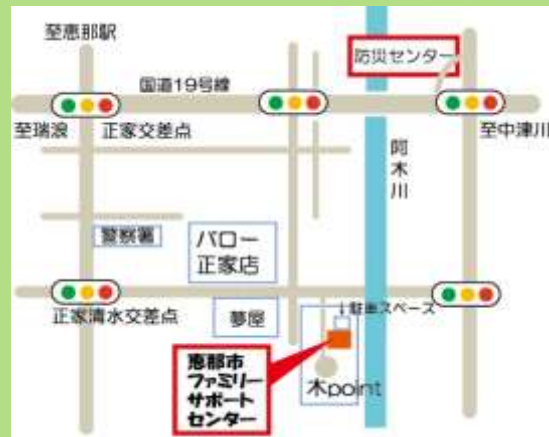 至恵那駅
防災センター
国道19号線
至瑞浪
正家交差点
至中津川
阿木川
警察署
バロー
正家店
↓駐車スペース
正家清水交差点
夢屋
恵那市
ファミリー
サポート
センター
木point